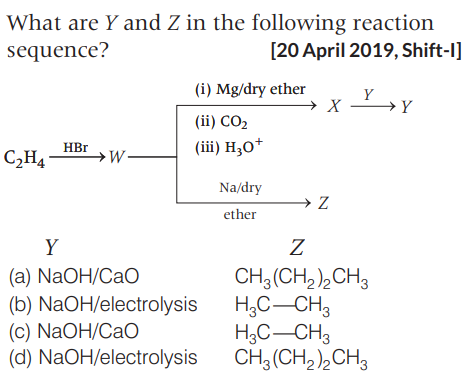 What are Y and Z in the following reaction
sequence? [20 April 2019, Shift-I]
(i) Mg/dry ether
(ii) CO₂
(iii) H₃O⁺
X Y → Y
C₂H₄ HBr → W
Na/dry
ether
→ Z
Y Z
(a) NaOH/CaO CH₃(CH₂)₂CH₃
(b) NaOH/electrolysis H₃C—CH₃
(c) NaOH/CaO H₃C—CH₃
(d) NaOH/electrolysis CH₃(CH₂)₂CH₃